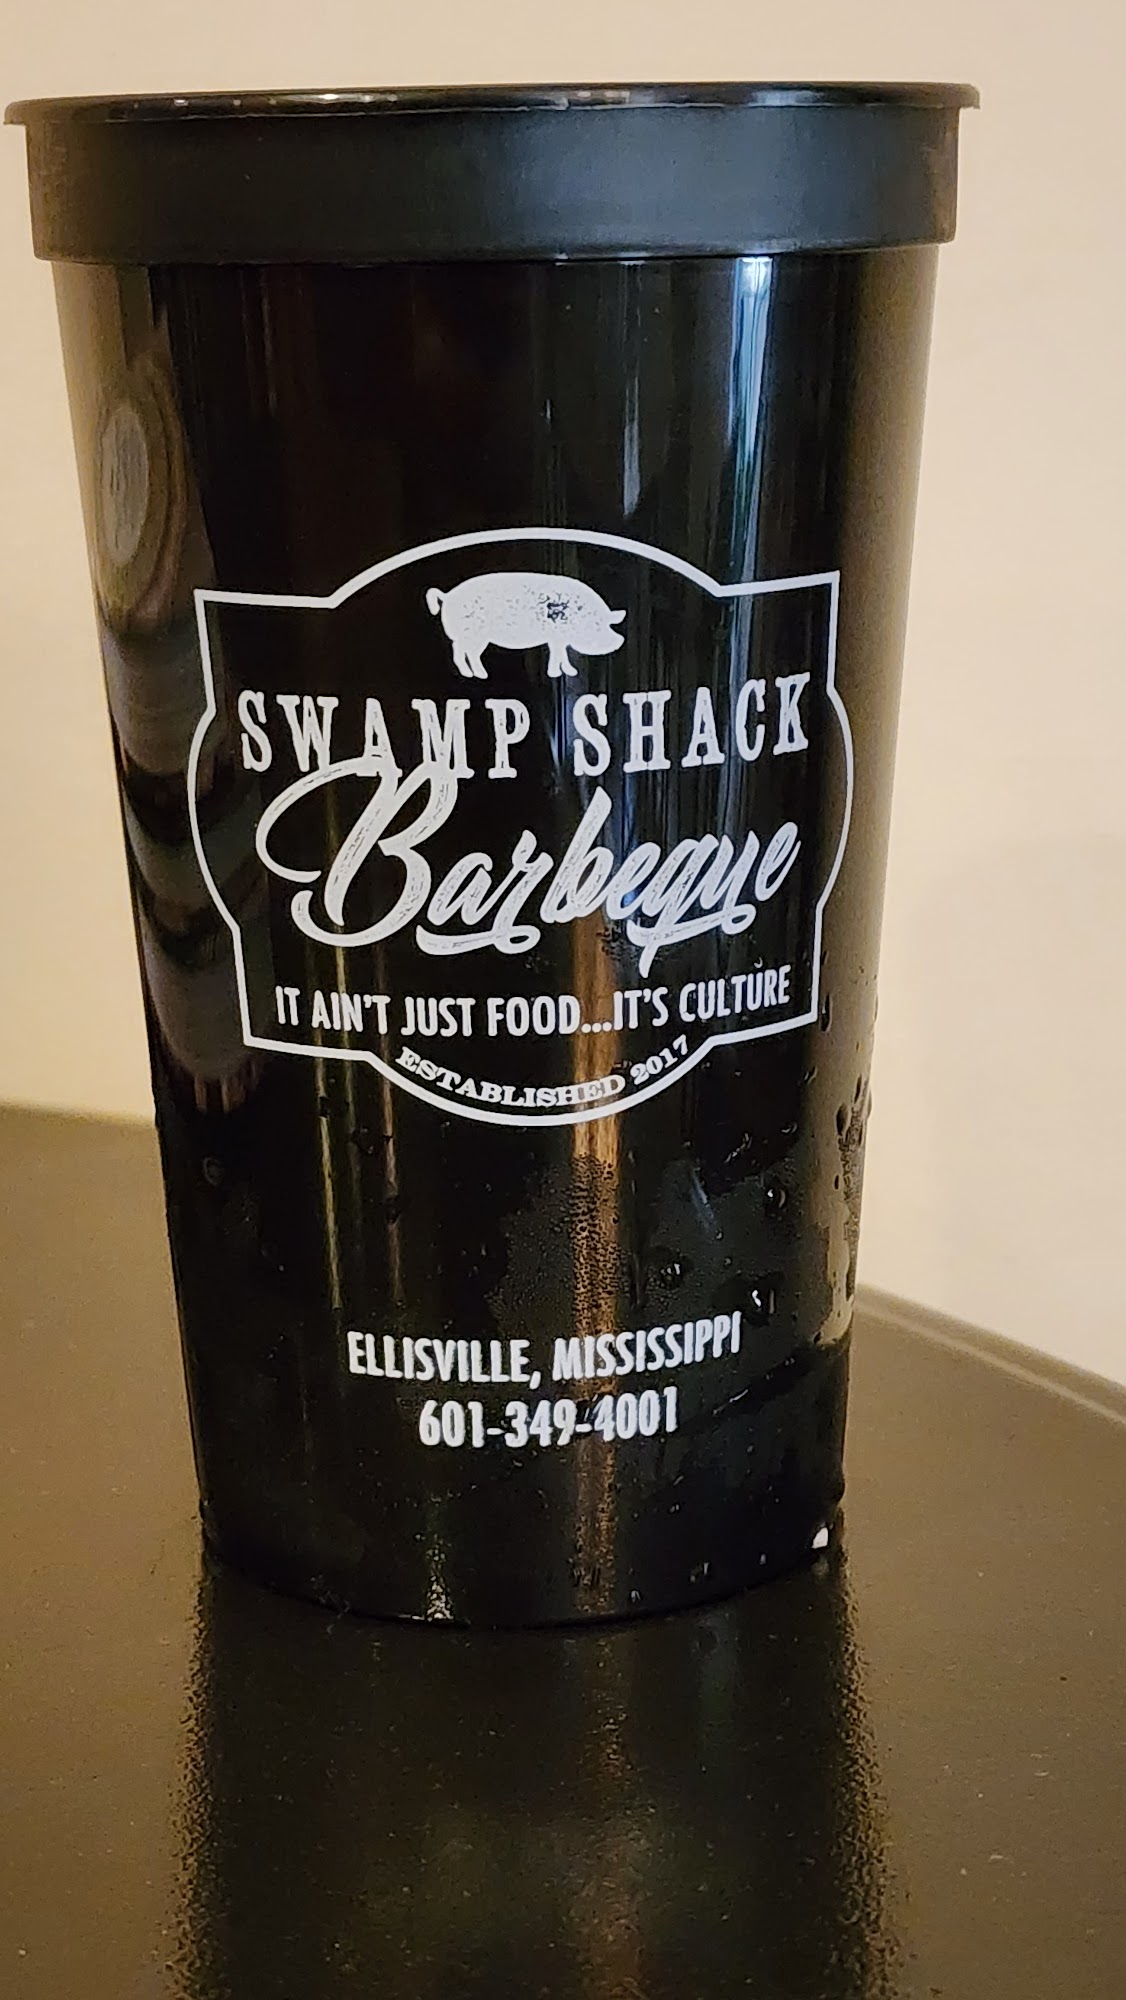 SWAMP SHACK
Barbeque
IT AIN'T JUST FOOD...IT'S CULTURE
ESTABLISHED 2017
ELLISVILLE, MISSISSIPPI
601-349-4001